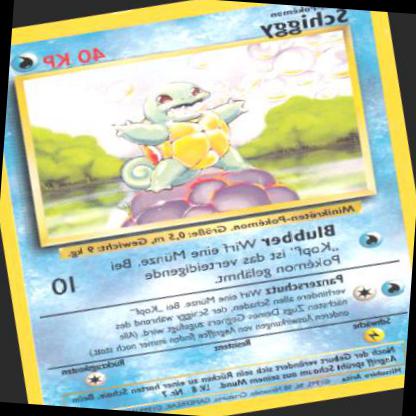 Schiggy
40 KP
Minikröten-Pokémon. Größe: 0,5 m, Gewicht: 9 kg.
Blubber Wirf eine Münze. Bei
„Kopf“ ist das verteidigende
Pokémon gelähmt.
10
Panzerschutz Wirf eine Münze. Bei „Kopf“
verhindere allen Schaden, der Schiggy während des
nächsten Zugs Deines Gegners zugefügt wird. (Alle
anderen Auswirkungen von Angriffen finden immer noch statt.)
Schwäche
Resistenz
Rückzugskosten
Nach der Geburt verändert sich sein Rücken zu einer harten Schale. Beim
Angriff sprüht Schaum aus seinem Mund. LV. 8 Nr. 7